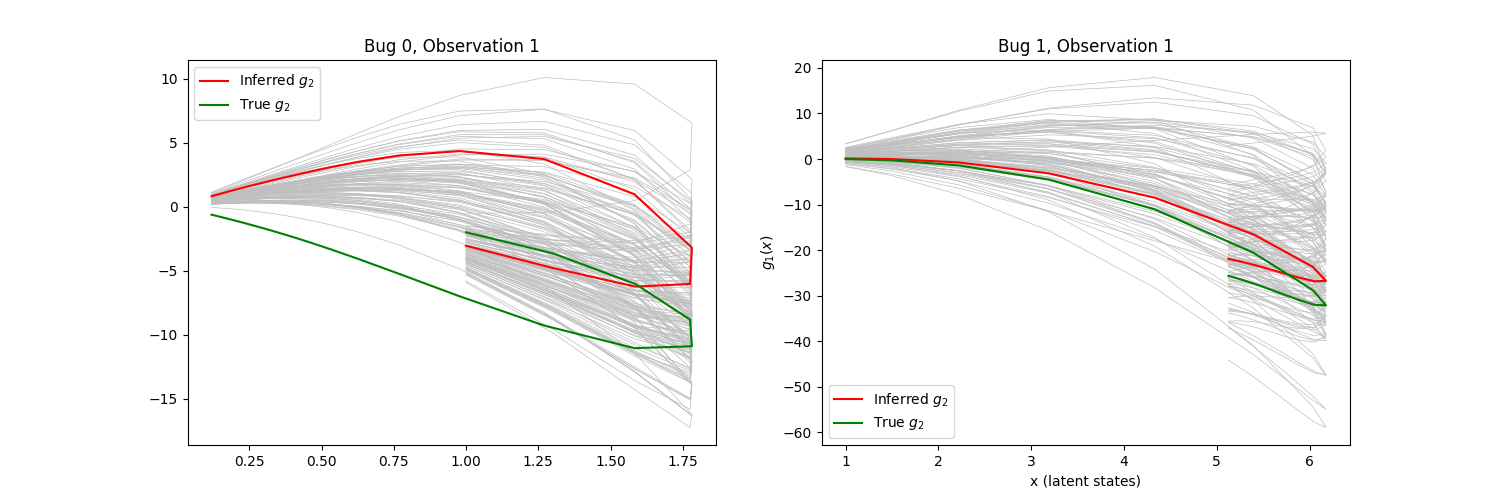 Bug 0, Observation 1
Inferred g₂
True g₂
10
5
0
−5
−10
−15
0.25 0.50 0.75 1.00 1.25 1.50 1.75
Bug 1, Observation 1
g₁(x)
20
10
0
−10
−20
−30
−40
−50
−60
Inferred g₂
True g₂
1 2 3 4 5 6
x (latent states)